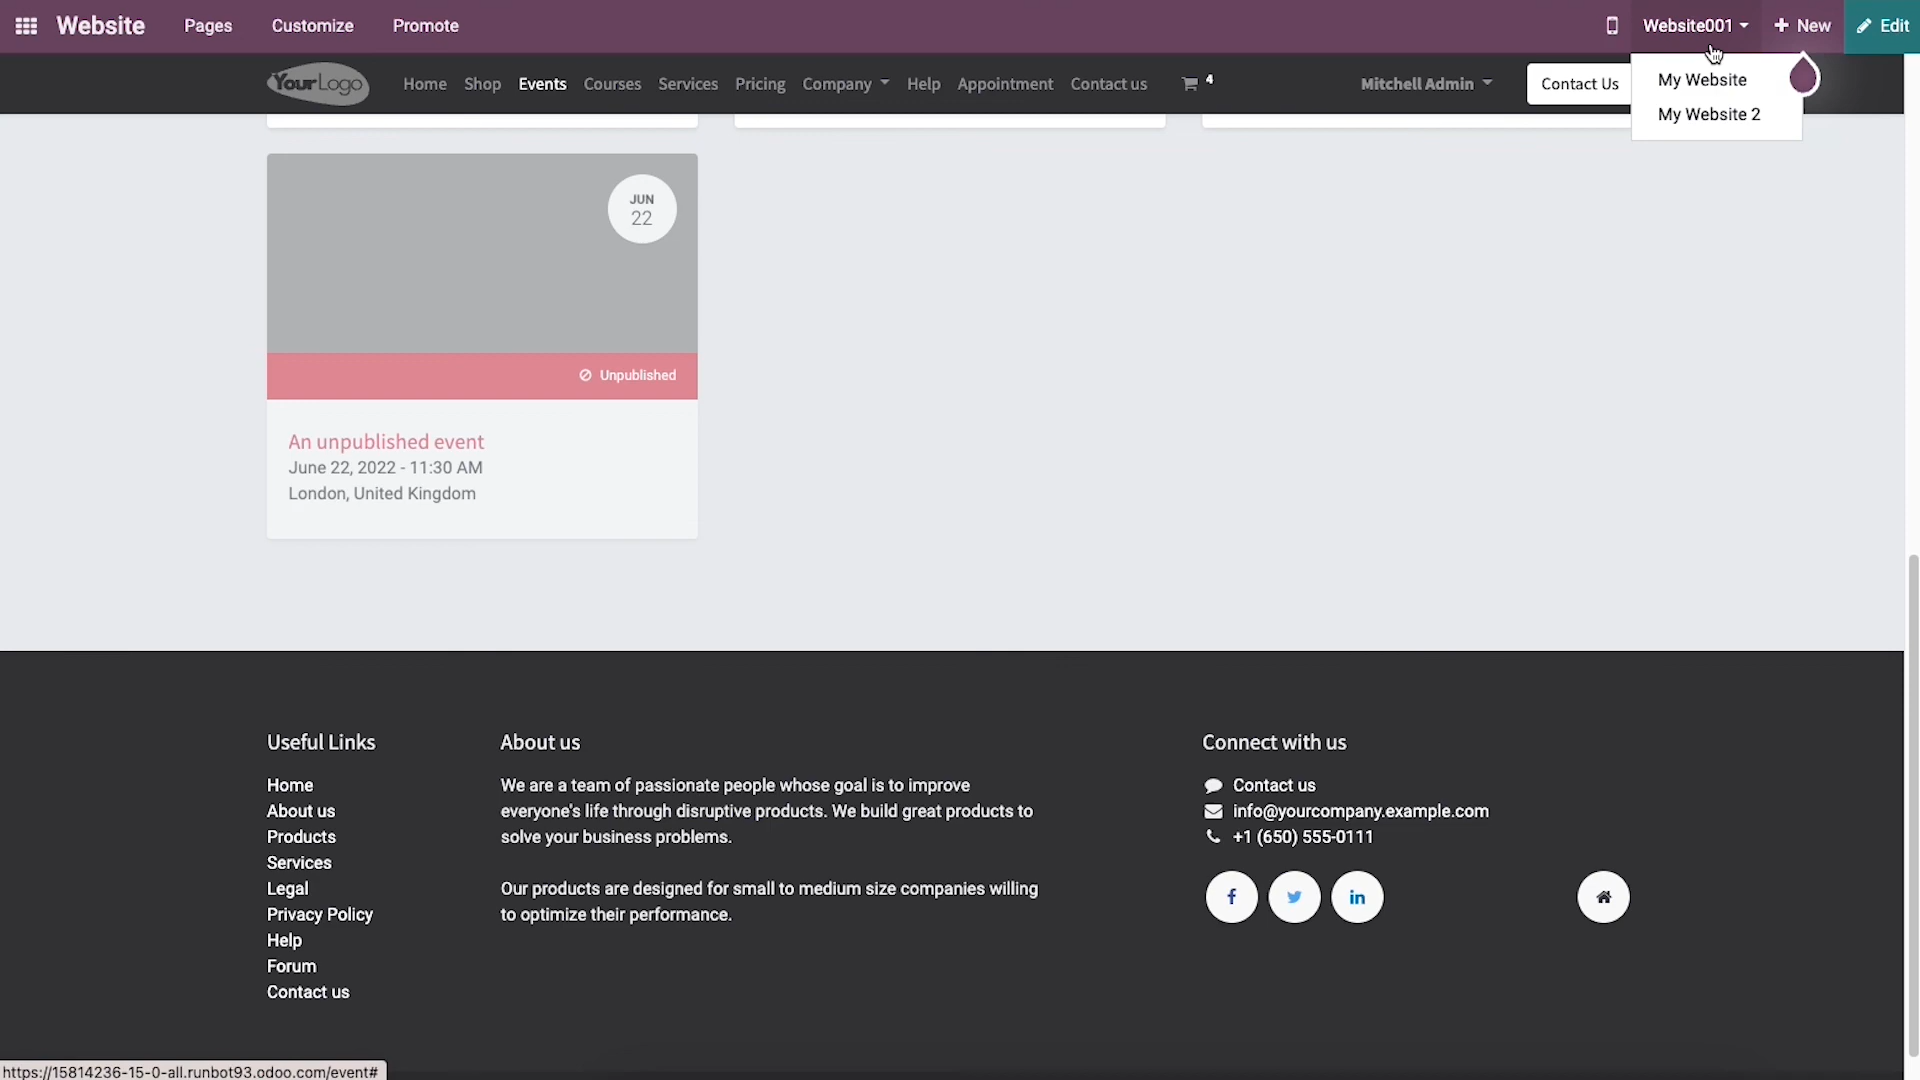 Website Pages Customize Promote Website001 New Edit
YourLogo Home Shop Events Courses Services Pricing Company Help Appointment Contact us 4 Mitchell Admin Contact Us
My Website
My Website 2
JUN
22
Unpublished
An unpublished event
June 22, 2022 - 11:30 AM
London, United Kingdom
Useful Links
Home
About us
Products
Services
Legal
Privacy Policy
Help
Forum
Contact us
About us
We are a team of passionate people whose goal is to improve
everyone's life through disruptive products. We build great products to
solve your business problems.
Our products are designed for small to medium size companies willing
to optimize their performance.
Connect with us
Contact us
info@yourcompany.example.com
+1 (650) 555-0111
https://15814236-15-0-all.runbot93.odoo.com/event#